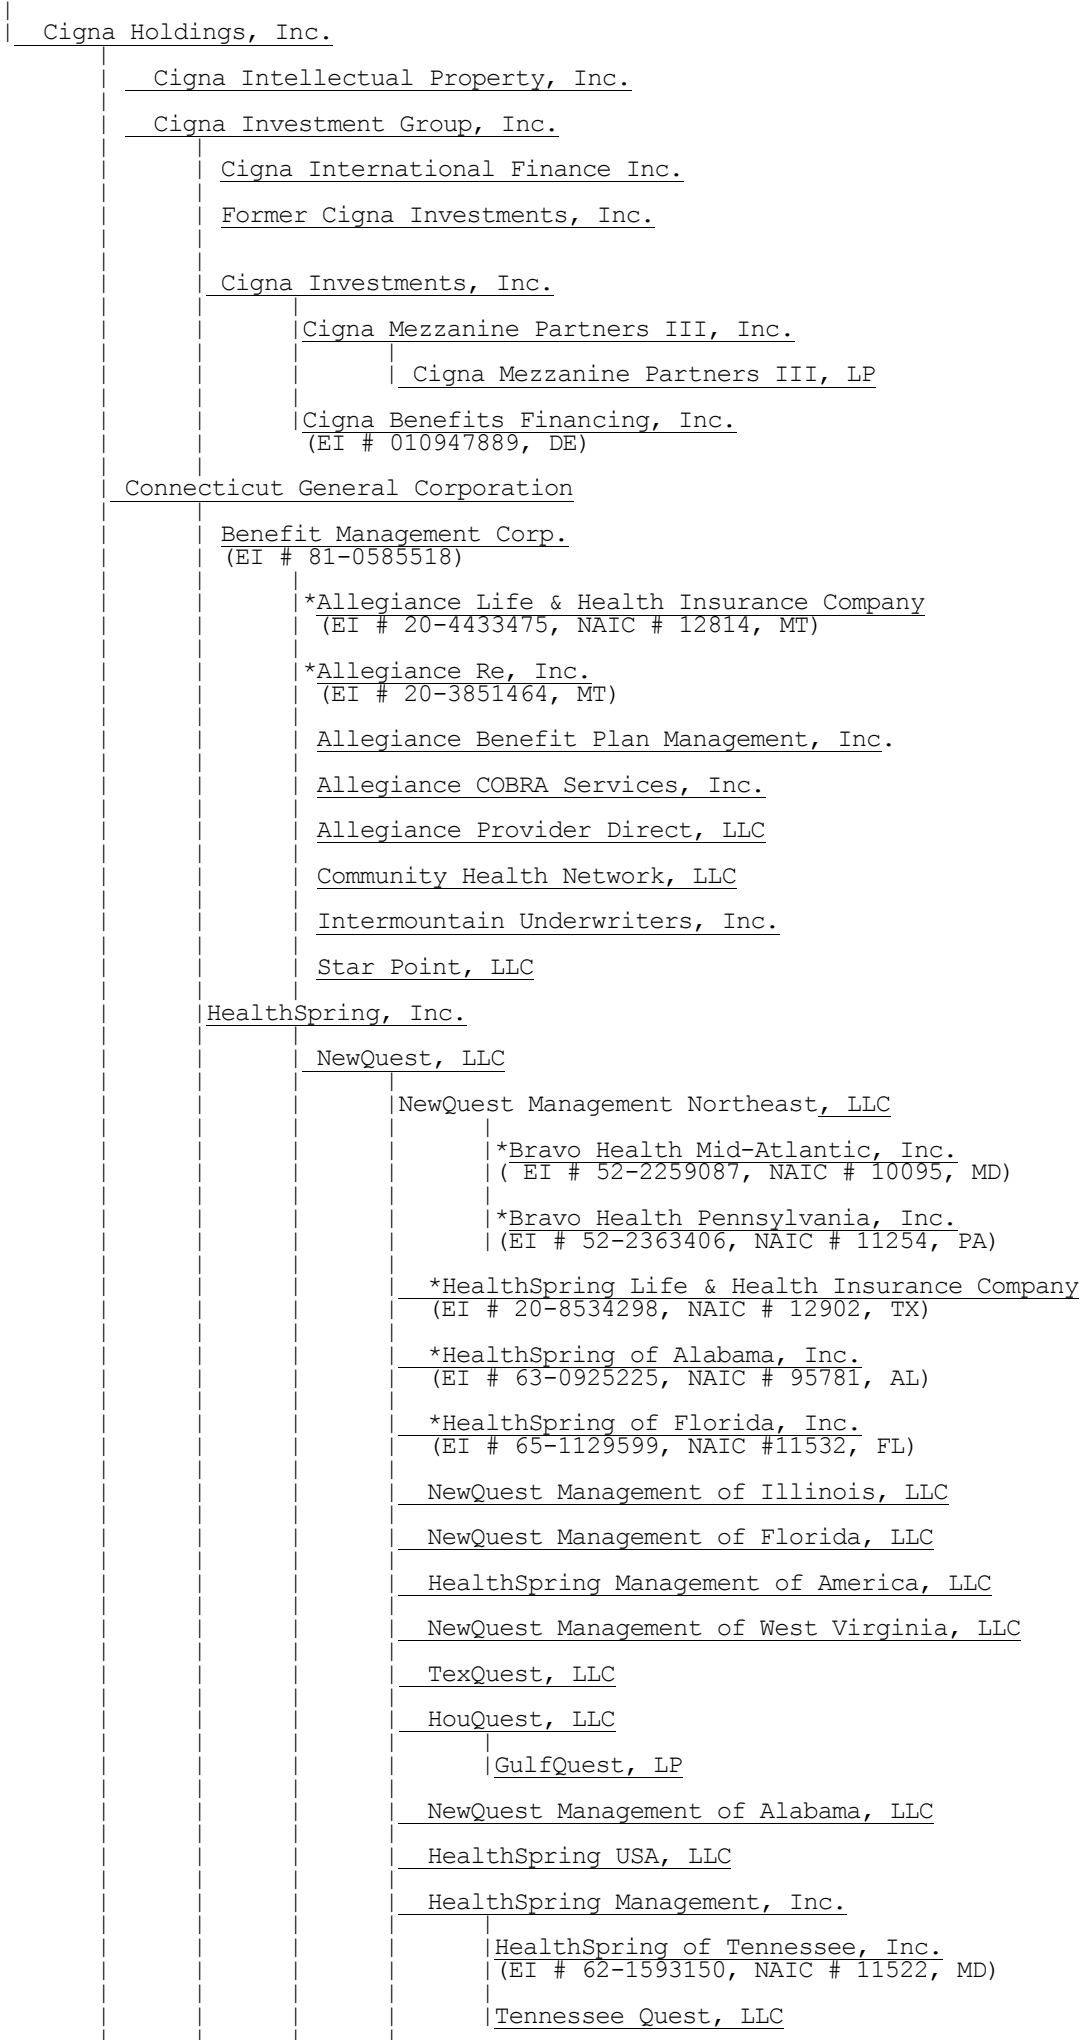 Cigna Holdings, Inc.
Cigna Intellectual Property, Inc.
Cigna Investment Group, Inc.
Cigna International Finance Inc.
Former Cigna Investments, Inc.
Cigna Investments, Inc.
Cigna Mezzanine Partners III, Inc.
Cigna Mezzanine Partners III, LP
Cigna Benefits Financing, Inc.
(EI # 010947889, DE)
Connecticut General Corporation
Benefit Management Corp.
(EI # 81-0585518)
*Allegiance Life & Health Insurance Company
(EI # 20-4433475, NAIC # 12814, MT)
*Allegiance Re, Inc.
(EI # 20-3851464, MT)
Allegiance Benefit Plan Management, Inc.
Allegiance COBRA Services, Inc.
Allegiance Provider Direct, LLC
Community Health Network, LLC
Intermountain Underwriters, Inc.
Star Point, LLC
HealthSpring, Inc.
NewQuest, LLC
NewQuest Management Northeast, LLC
*Bravo Health Mid-Atlantic, Inc.
( EI # 52-2259087, NAIC # 10095, MD)
*Bravo Health Pennsylvania, Inc.
(EI # 52-2363406, NAIC # 11254, PA)
*HealthSpring Life & Health Insurance Company
(EI # 20-8534298, NAIC # 12902, TX)
*HealthSpring of Alabama, Inc.
(EI # 63-0925225, NAIC # 95781, AL)
*HealthSpring of Florida, Inc.
(EI # 65-1129599, NAIC #11532, FL)
NewQuest Management of Illinois, LLC
NewQuest Management of Florida, LLC
HealthSpring Management of America, LLC
NewQuest Management of West Virginia, LLC
TexQuest, LLC
HouQuest, LLC
GulfQuest, LP
NewQuest Management of Alabama, LLC
HealthSpring USA, LLC
HealthSpring Management, Inc.
HealthSpring of Tennessee, Inc.
(EI # 62-1593150, NAIC # 11522, MD)
Tennessee Quest, LLC